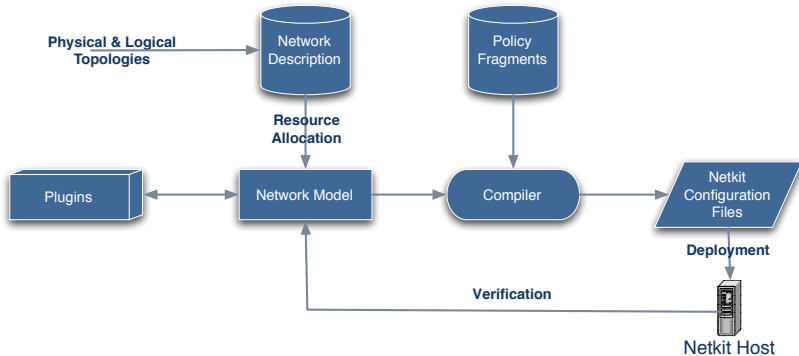 Physical & Logical
Topologies
Network
Description
Policy
Fragments
Resource
Allocation
Plugins
Network Model
Compiler
Netkit
Configuration
Files
Deployment
Verification
Netkit Host